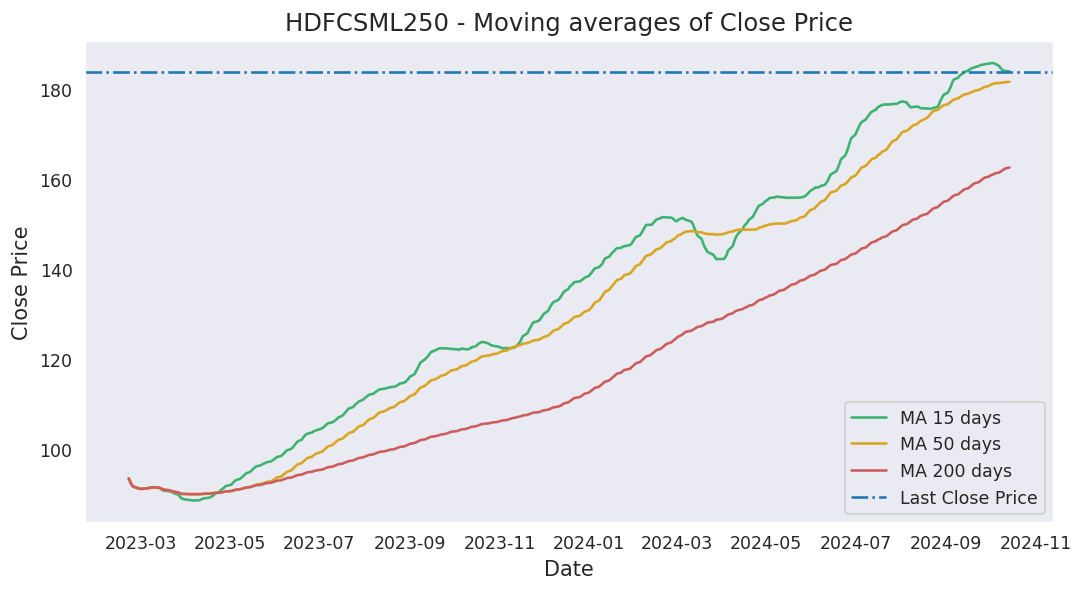 HDFCSML250 - Moving averages of Close Price
Close Price
180
160
140
120
100
MA 15 days
MA 50 days
MA 200 days
Last Close Price
2023-03 2023-05 2023-07 2023-09 2023-11 2024-01 2024-03 2024-05 2024-07 2024-09 2024-11
Date